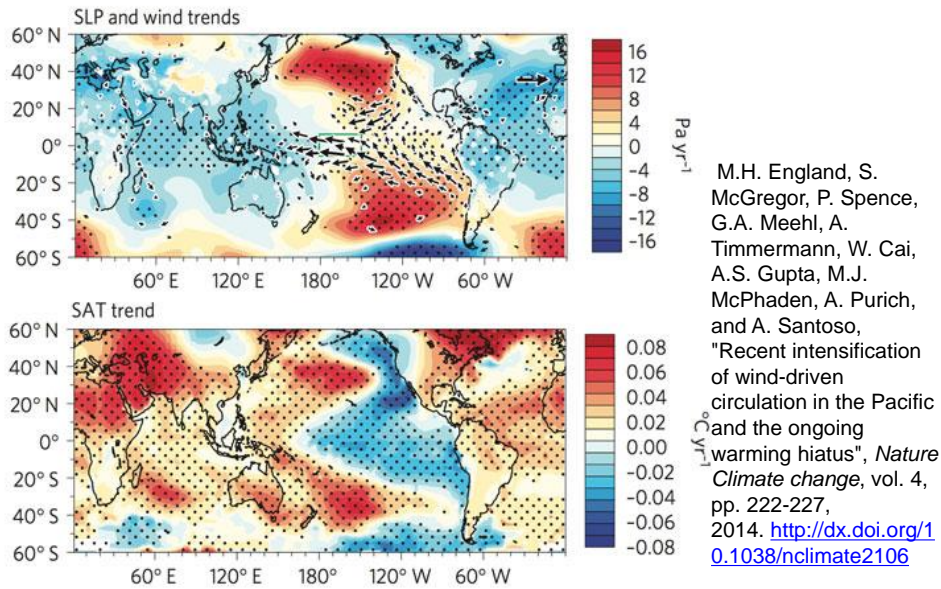 SLP and wind trends
60° N
40° N
20° N
0°
20° S
40° S
60° S
60° E
120° E
180°
120° W
60° W
16
12
8
4
0
-4
-8
-12
-16
Pa yr⁻¹
SAT trend
60° N
40° N
20° N
0°
20° S
40° S
60° S
60° E
120° E
180°
120° W
60° W
0.08
0.06
0.04
0.02
0.00
-0.02
-0.04
-0.06
-0.08
°C yr⁻¹
M.H. England, S.
McGregor, P. Spence,
G.A. Meehl, A.
Timmermann, W. Cai,
A.S. Gupta, M.J.
McPhaden, A. Purich,
and A. Santoso,
"Recent intensification
of wind-driven
circulation in the Pacific
and the ongoing
warming hiatus", Nature
Climate change, vol. 4,
pp. 222-227,
2014. http://dx.doi.org/1
0.1038/nclimate2106